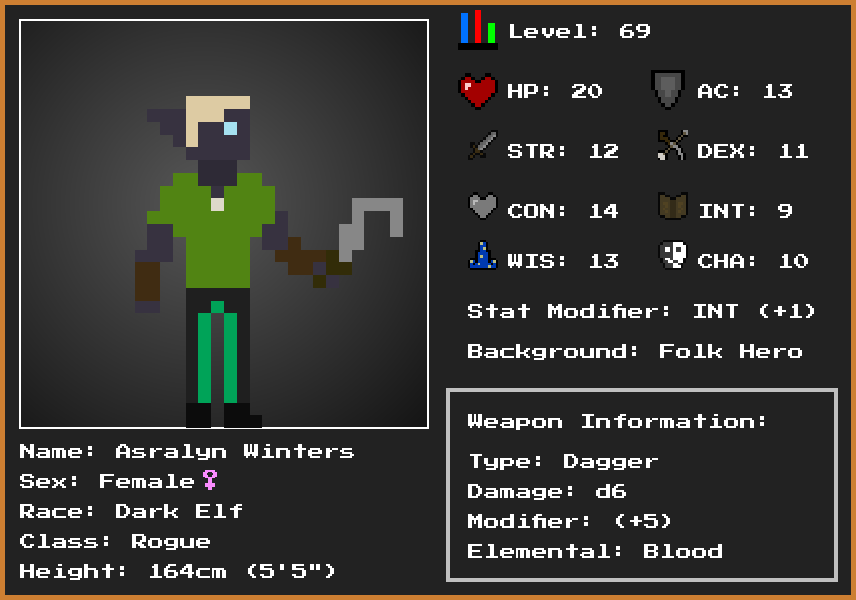 Level: 69
HP: 20 AC: 13
STR: 12 DEX: 11
CON: 14 INT: 9
WIS: 13 CHA: 10
Stat Modifier: INT (+1)
Background: Folk Hero
Name: Asralyn Winters
Sex: Female♀
Race: Dark Elf
Class: Rogue
Height: 164cm (5'5")
Weapon Information:
Type: Dagger
Damage: d6
Modifier: (+5)
Elemental: Blood